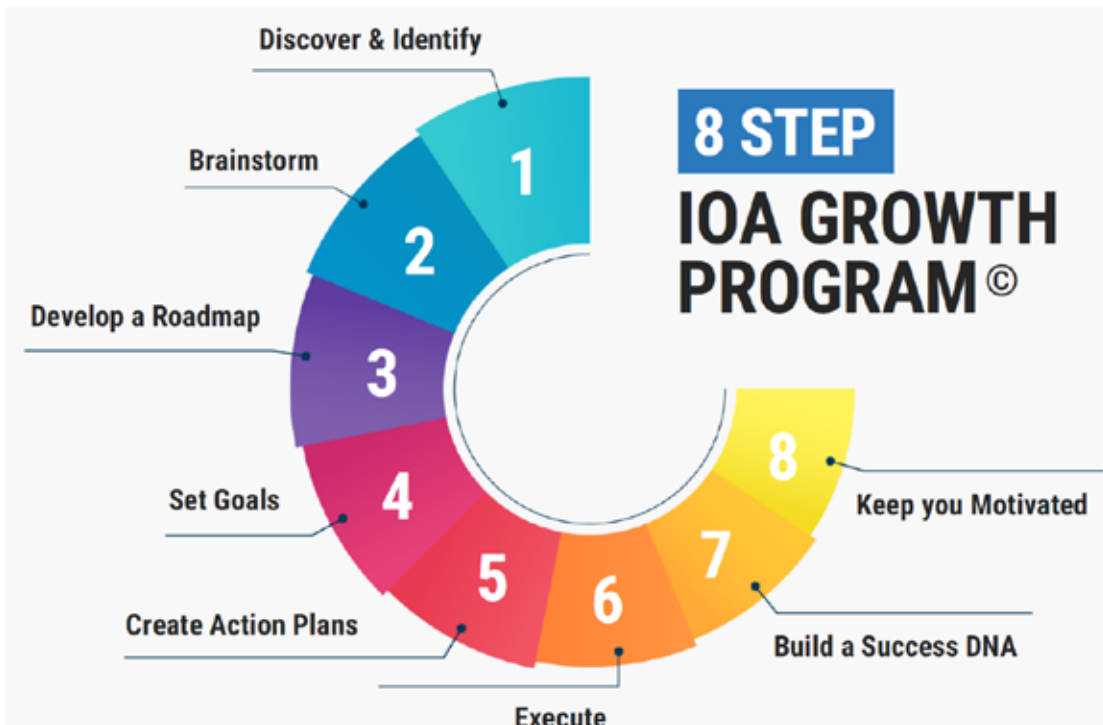 8 STEP
IOA GROWTH
PROGRAM©
Discover & Identify
1
Brainstorm
2
Develop a Roadmap
3
Set Goals
4
Create Action Plans
5
Execute
6
Build a Success DNA
7
Keep you Motivated
8